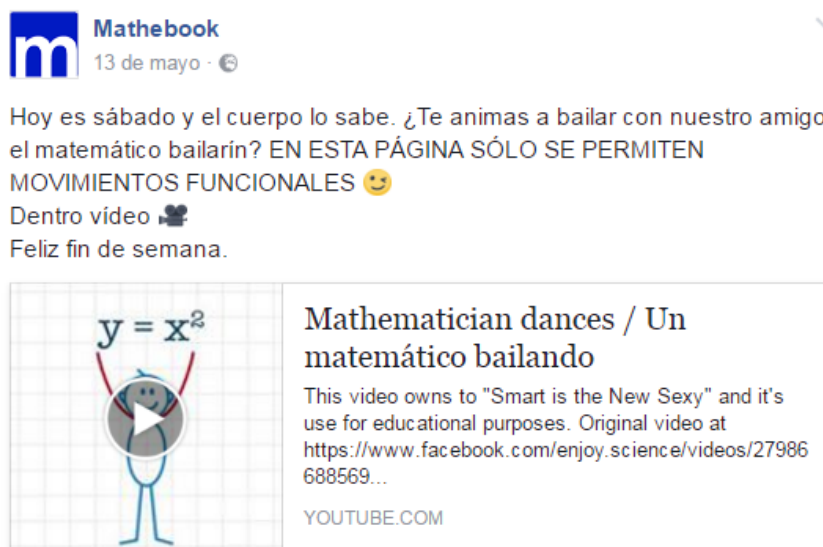 m
Mathebook
13 de mayo ·
Hoy es sábado y el cuerpo lo sabe. ¿Te animas a bailar con nuestro amigo
el matemático bailarín? EN ESTA PÁGINA SÓLO SE PERMITEN
MOVIMIENTOS FUNCIONALES 😉
Dentro vídeo 🎥
Feliz fin de semana.
y = x²
Mathematician dances / Un
matemático bailando
This video owns to "Smart is the New Sexy" and it's
use for educational purposes. Original video at
https://www.facebook.com/enjoy.science/videos/27986
688569...
YOUTUBE.COM